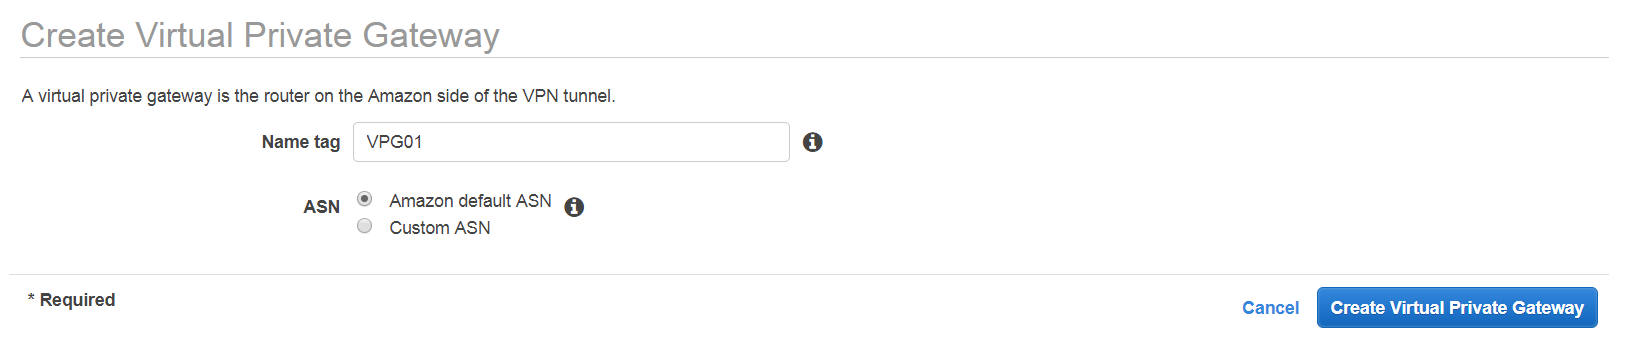 Create Virtual Private Gateway
A virtual private gateway is the router on the Amazon side of the VPN tunnel.
Name tag VPG01
ASN Amazon default ASN
Custom ASN
* Required
Cancel Create Virtual Private Gateway